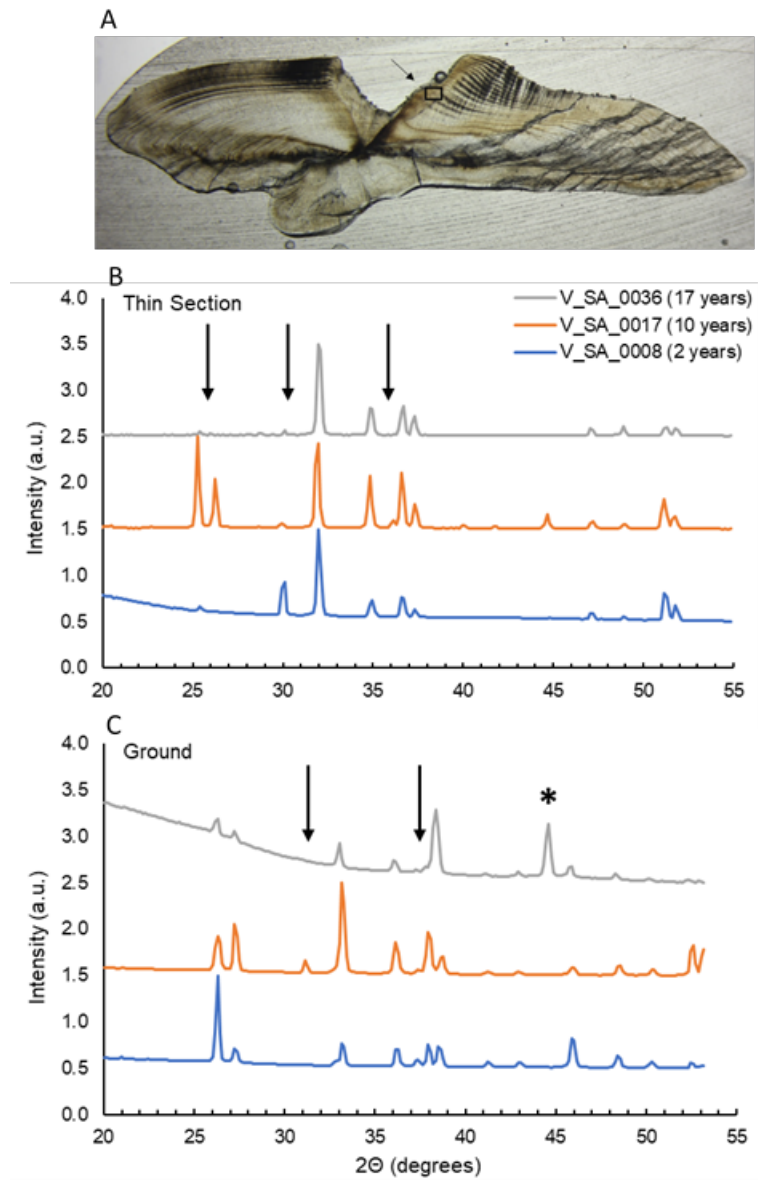 A
B
Thin Section
V_SA_0036 (17 years)
V_SA_0017 (10 years)
V_SA_0008 (2 years)
4.0
3.5
3.0
2.5
2.0
1.5
1.0
0.5
0.0
Intensity (a.u.)
20 25 30 35 40 45 50 55
C
Ground
*
4.0
3.5
3.0
2.5
2.0
1.5
1.0
0.5
0.0
Intensity (a.u.)
20 25 30 35 40 45 50 55
2Θ (degrees)